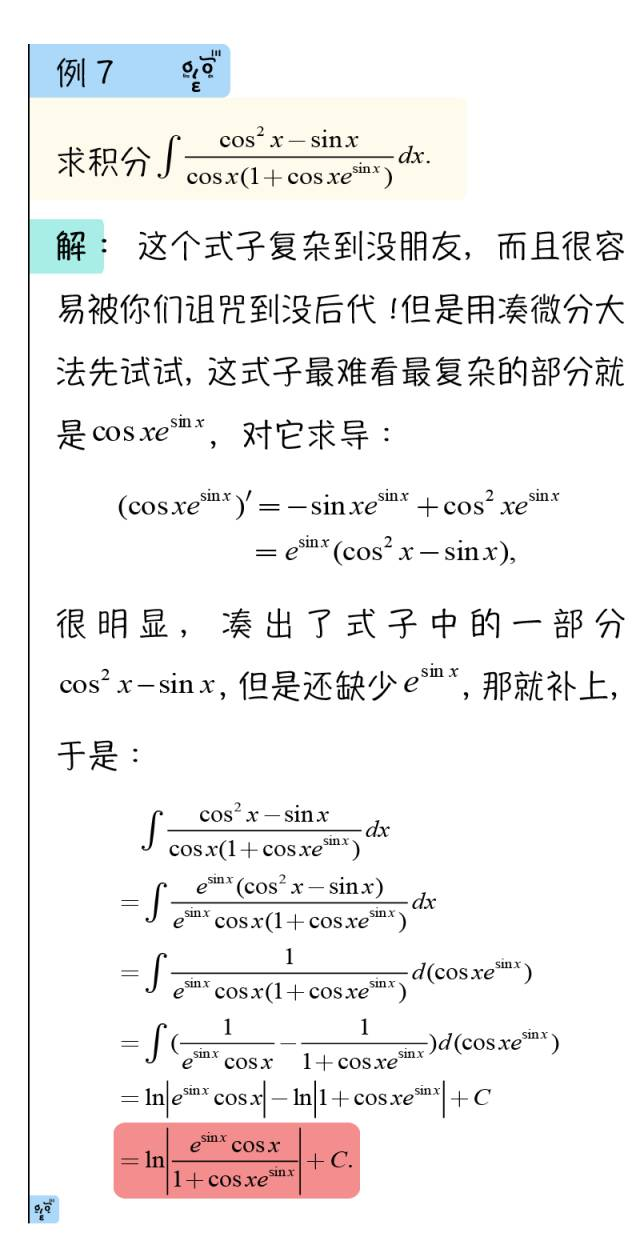 例 7
求积分 ∫ (cos² x − sin x) / (cos x(1 + cos xe^{sin x})) dx.
解： 这个式子复杂到没朋友, 而且很容
易被你们诅咒到没后代 !但是用凑微分大
法先试试, 这式子最难看最复杂的部分就
是 cos xe^{sin x}, 对它求导：
(cos xe^{sin x})′ = − sin xe^{sin x} + cos² xe^{sin x}
= e^{sin x}(cos² x − sin x),
很明显, 凑出了式子中的一部分
cos² x − sin x, 但是还缺少 e^{sin x}, 那就补上,
于是：
∫ (cos² x − sin x) / (cos x(1 + cos xe^{sin x})) dx
= ∫ e^{sin x}(cos² x − sin x) / (e^{sin x} cos x(1 + cos xe^{sin x})) dx
= ∫ 1 / (e^{sin x} cos x(1 + cos xe^{sin x})) d(cos xe^{sin x})
= ∫ (1 / (e^{sin x} cos x) − 1 / (1 + cos xe^{sin x}))d(cos xe^{sin x})
= ln|e^{sin x} cos x| − ln|1 + cos xe^{sin x}| + C
= ln|e^{sin x} cos x / (1 + cos xe^{sin x})| + C.